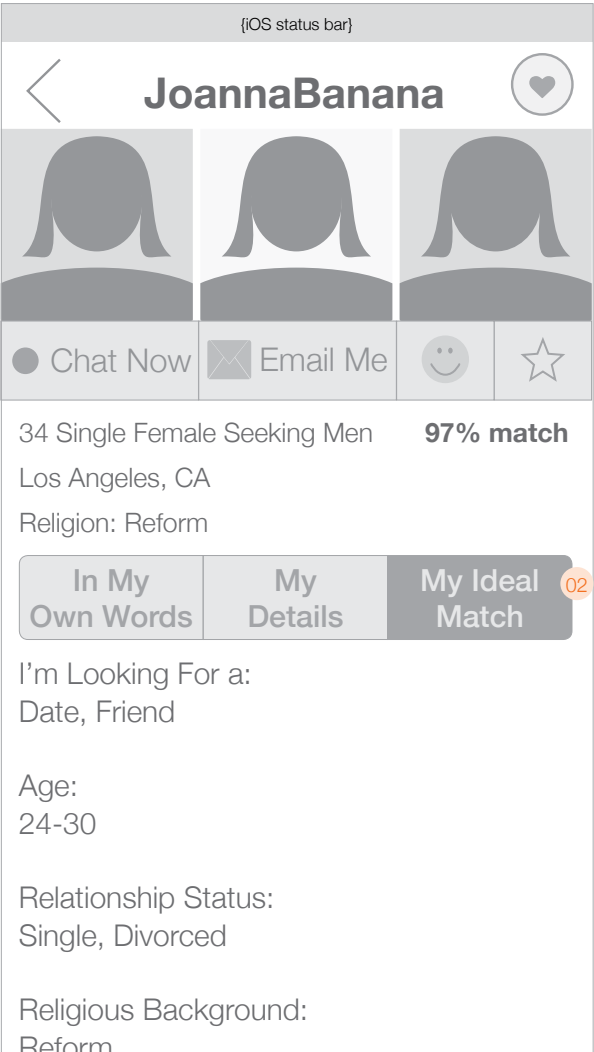 {iOS status bar}
JoannaBanana
Chat Now
Email Me
34 Single Female Seeking Men
97% match
Los Angeles, CA
Religion: Reform
In My
Own Words
My
Details
My Ideal
Match
02
I’m Looking For a:
Date, Friend
Age:
24-30
Relationship Status:
Single, Divorced
Religious Background:
Reform